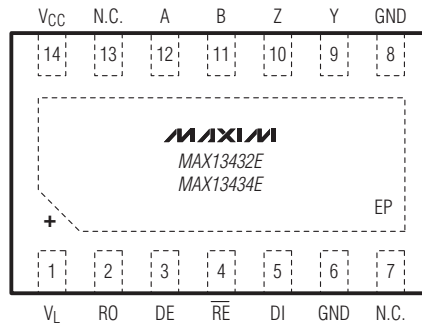 VCC N.C. A B Z Y GND
14 13 12 11 10 9 8
MAXIM
MAX13432E
MAX13434E
EP
+
1 2 3 4 5 6 7
VL RO DE R̅E̅ DI GND N.C.